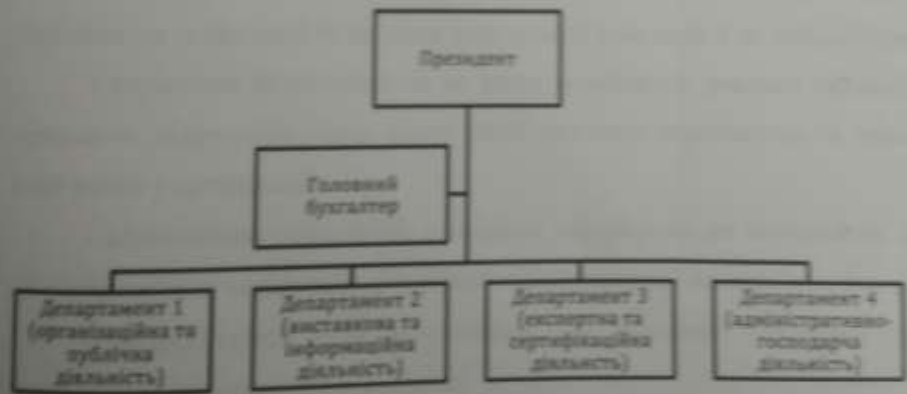 Президент
Головний
бухгалтер
Департамент 1
(організаційна та
публічна
діяльність)
Департамент 2
(виставкова та
інформаційна
діяльність)
Департамент 3
(експертна та
сертифікаційна
діяльність)
Департамент 4
(адміністративно-
господарча
діяльність)